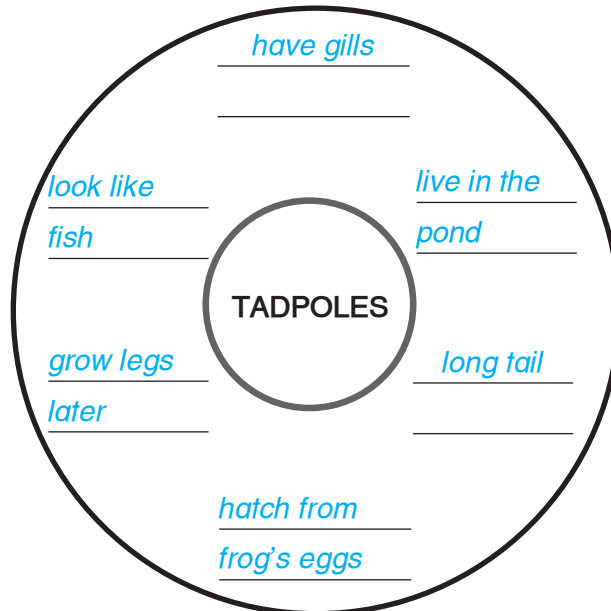 have gills
look like
fish
live in the
pond
TADPOLES
grow legs
later
long tail
hatch from
frog's eggs